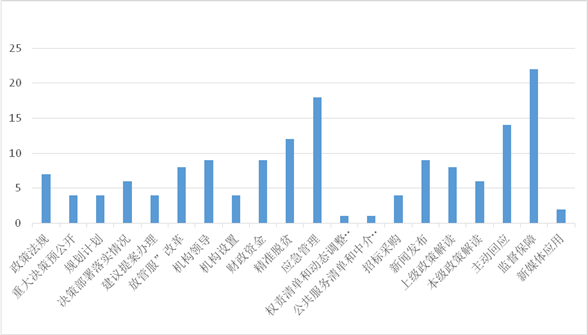 25
20
15
10
5
0
政策法规
重大决策预公开
规划计划
决策部署落实情况
建议提案办理
放管服”改革
机构领导
机构设置
财政资金
精准脱贫
应急管理
权责清单和动态调整…
公共服务清单和中介…
招标采购
新闻发布
上级政策解读
本级政策解读
主动回应
监督保障
新媒体应用